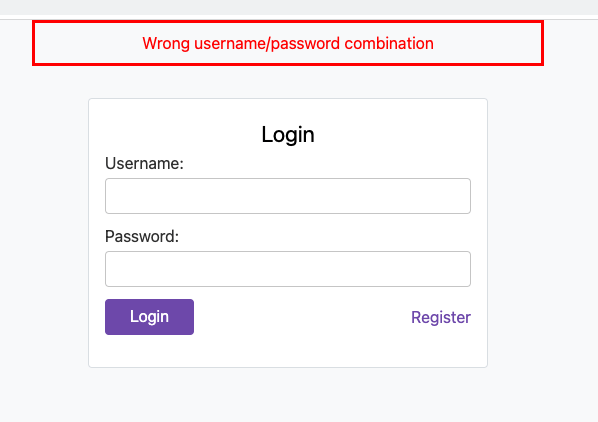 Wrong username/password combination
Login
Username:
Password:
Login
Register